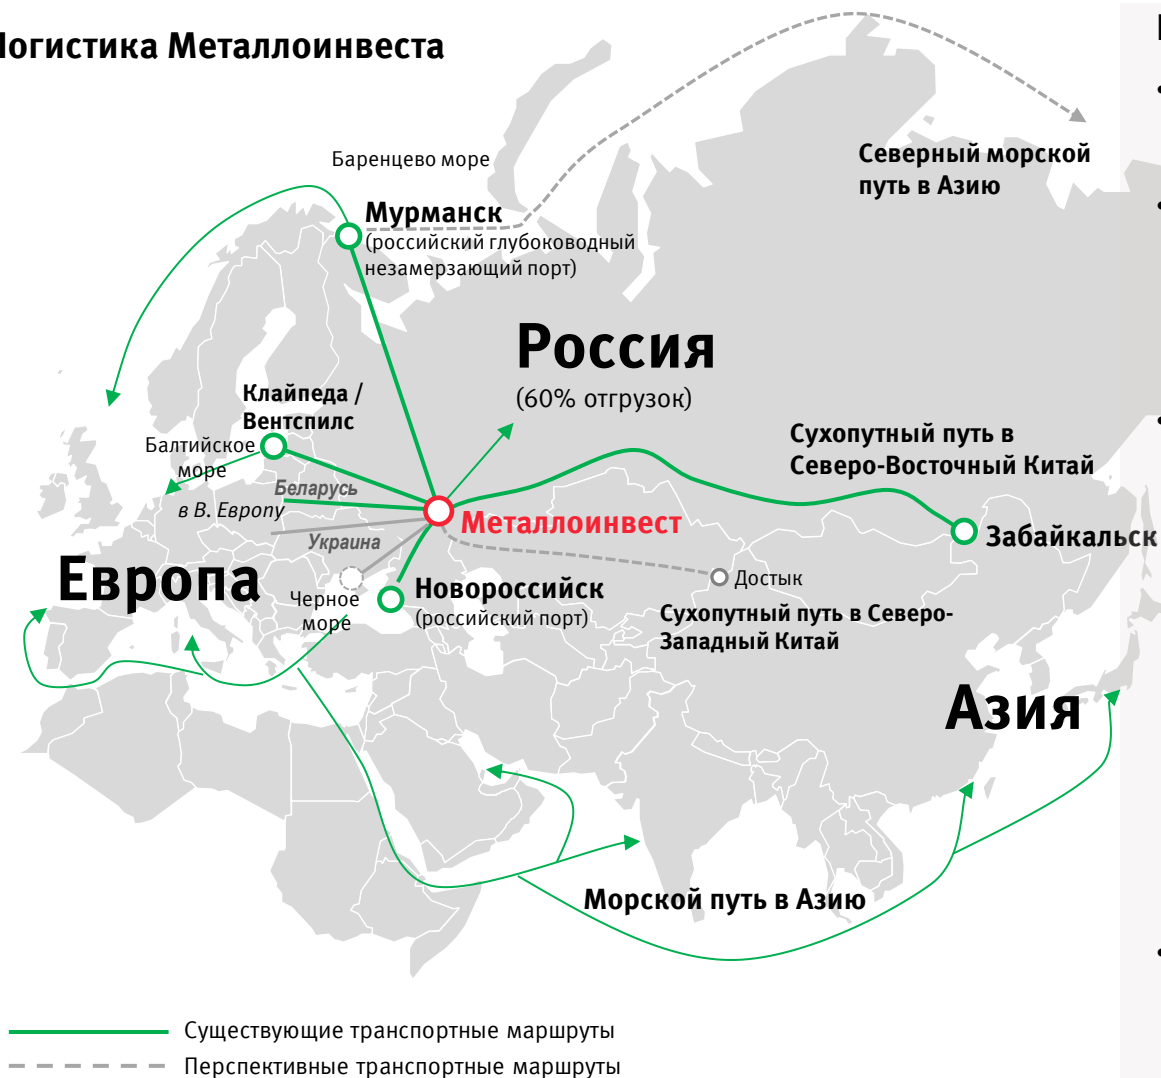 Логистика Металлоинвеста
Баренцево море
Северный морской
путь в Азию
Мурманск
(российский глубоководный
незамерзающий порт)
Россия
(60% отгрузок)
Клайпеда /
Вентспилс
Балтийское
море
Сухопутный путь в
Северо-Восточный Китай
Беларусь
в В. Европу
Металлоинвест
Забайкальск
Украина
Европа
Черное
море
Новороссийск
(российский порт)
Достык
Сухопутный путь в Северо-
Западный Китай
Азия
Морской путь в Азию
Существующие транспортные маршруты
Перспективные транспортные маршруты